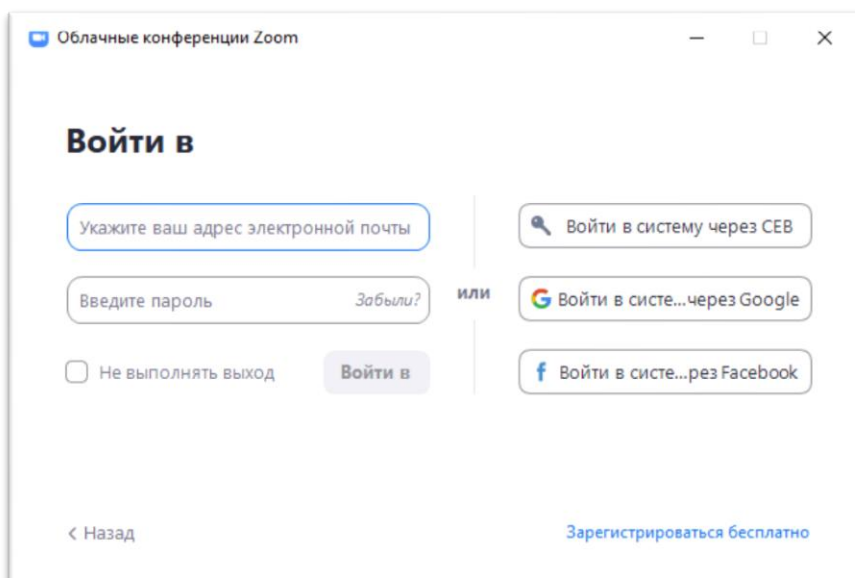 Облачные конференции Zoom
Войти в
Укажите ваш адрес электронной почты
Введите пароль
Забыли?
Не выполнять выход
Войти в
или
Войти в систему через СЕВ
Войти в систе...через Google
Войти в систе...рез Facebook
Назад
Зарегистрироваться бесплатно